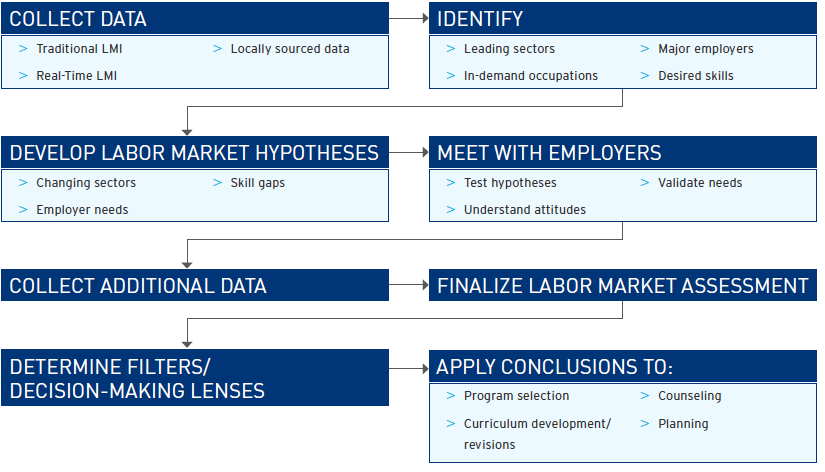 COLLECT DATA
> Traditional LMI
> Locally sourced data
> Real-Time LMI
IDENTIFY
> Leading sectors
> Major employers
> In-demand occupations
> Desired skills
DEVELOP LABOR MARKET HYPOTHESES
> Changing sectors
> Skill gaps
> Employer needs
MEET WITH EMPLOYERS
> Test hypotheses
> Validate needs
> Understand attitudes
COLLECT ADDITIONAL DATA
FINALIZE LABOR MARKET ASSESSMENT
DETERMINE FILTERS/
DECISION-MAKING LENSES
APPLY CONCLUSIONS TO:
> Program selection
> Counseling
> Curriculum development/
revisions
> Planning